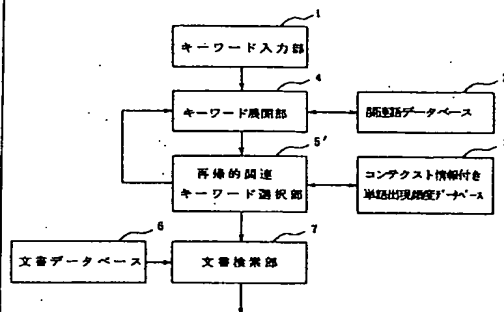 1
キーワード入力部
4
キーワード展開部
関連語データベース
5'
再帰的関連
キーワード選択部
コンテクスト情報付き
単語出現頻度データベース
6
文書データベース
7
文書検索部